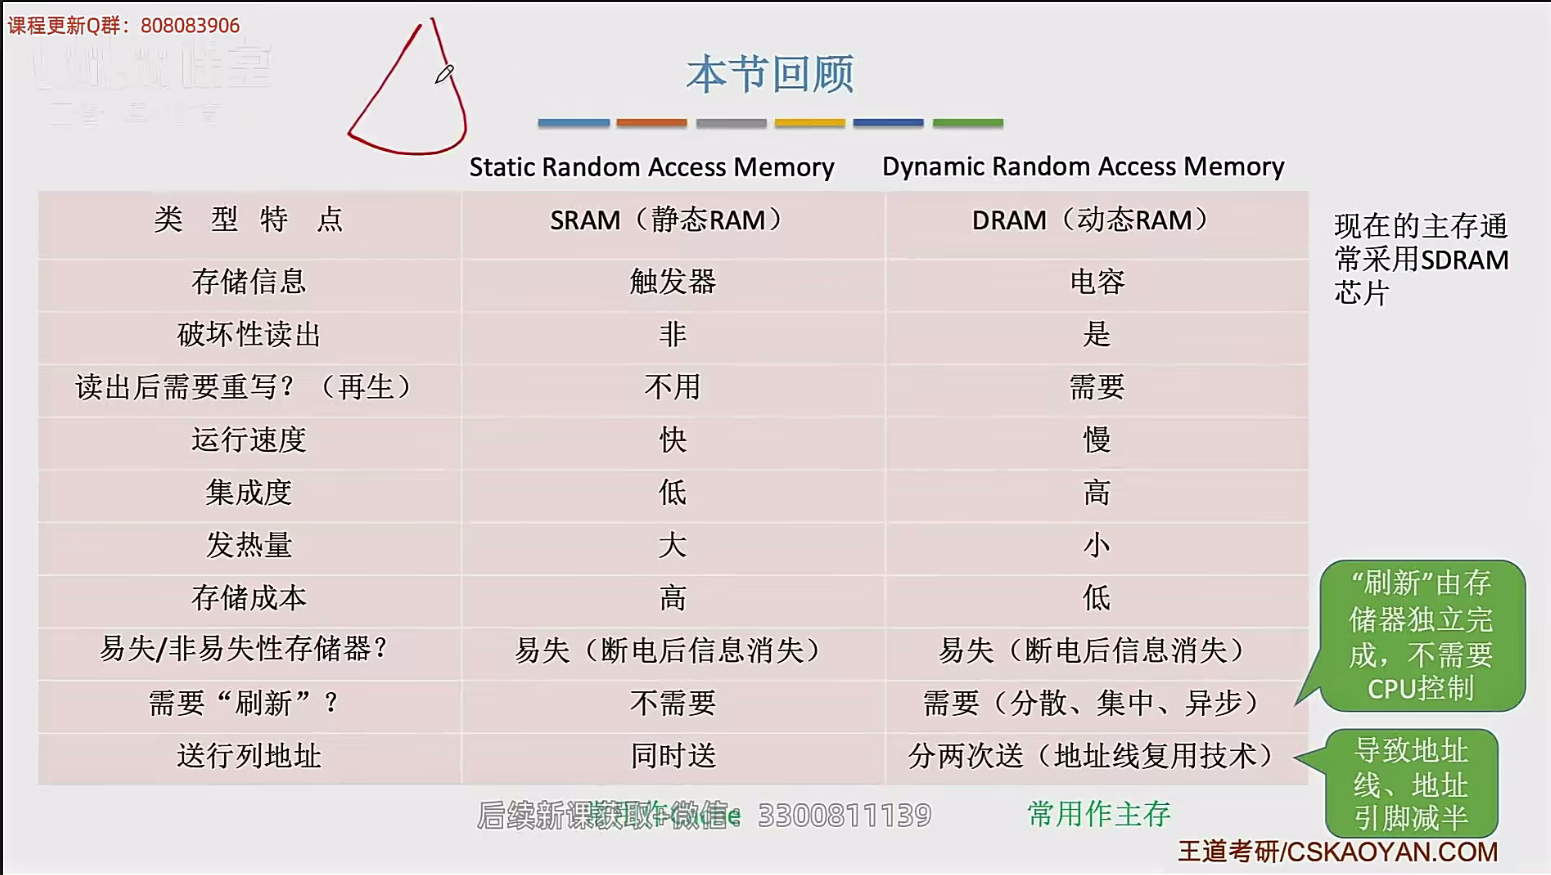 课程更新Q群：808083906
本节回顾
Static Random Access Memory
Dynamic Random Access Memory
类 型 特 点
SRAM（静态RAM）
DRAM（动态RAM）
存储信息
触发器
电容
破坏性读出
非
是
读出后需要重写？（再生）
不用
需要
运行速度
快
慢
集成度
低
高
发热量
大
小
存储成本
高
低
易失/非易失性存储器？
易失（断电后信息消失）
易失（断电后信息消失）
需要“刷新”？
不需要
需要（分散、集中、异步）
送行列地址
同时送
分两次送（地址线复用技术）
现在的主存通
常采用SDRAM
芯片
“刷新”由存
储器独立完
成，不需要
CPU控制
导致地址
线、地址
引脚减半
后续新课获取+微信：3300811139
常用作主存
王道考研/CSKAOYAN.COM